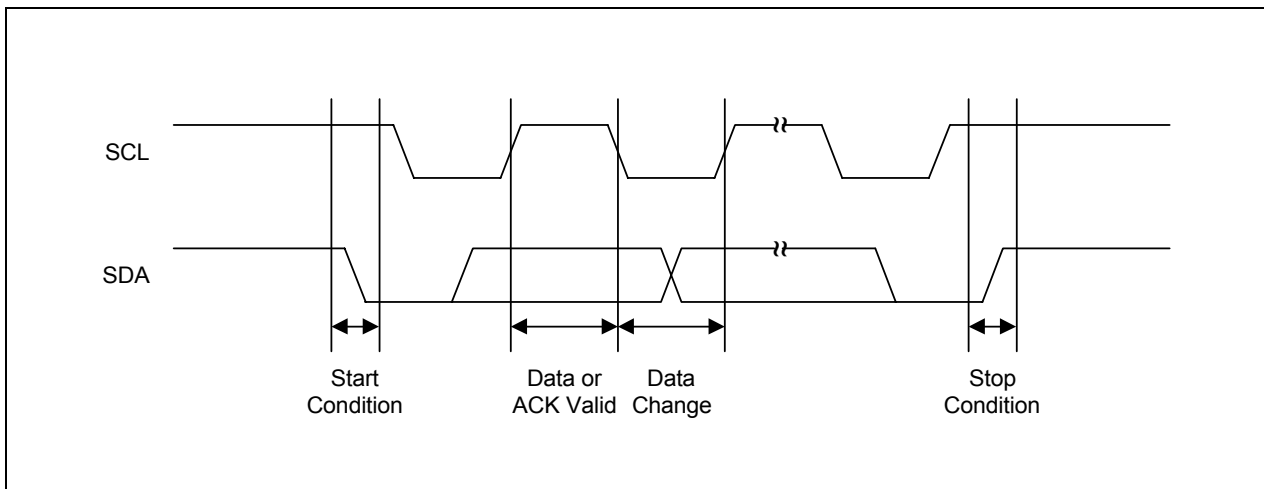 SCL
SDA
Start
Condition
Data or
ACK Valid
Data
Change
Stop
Condition